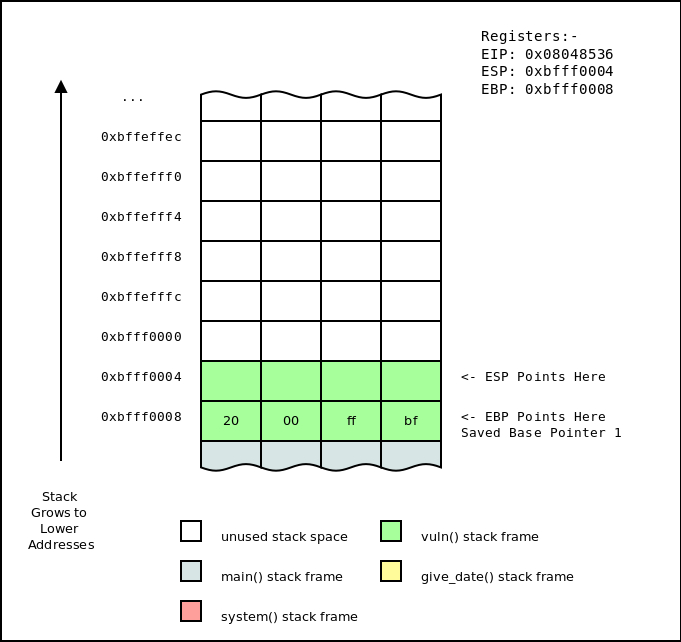 Registers:-
EIP: 0x08048536
ESP: 0xbfff0004
EBP: 0xbfff0008
...
0xbffeffec
0xbffefff0
0xbffefff4
0xbffefff8
0xbffefffc
0xbfff0000
0xbfff0004 <- ESP Points Here
0xbfff0008 20 00 ff bf <- EBP Points Here
Saved Base Pointer 1
Stack
Grows to
Lower
Addresses
unused stack space
vuln() stack frame
main() stack frame
give_date() stack frame
system() stack frame